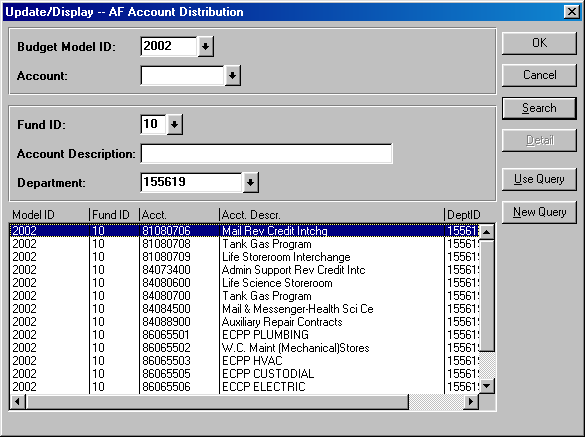 Update/Display -- AF Account Distribution
Budget Model ID: 2002
Account:
Fund ID: 10
Account Description:
Department: 155619
OK
Cancel
Search
Detail
Use Query
New Query
Model ID Fund ID Acct. Acct. Descr. DeptID
2002 10 81080706 Mail Rev Credit Intchg 15561
2002 10 81080708 Tank Gas Program 15561
2002 10 81080709 Life Storeroom Interchange 15561
2002 10 84073400 Admin Support Rev Credit Intc 15561
2002 10 84080600 Life Science Storeroom 15561
2002 10 84080700 Tank Gas Program 15561
2002 10 84084500 Mail & Messenger-Health Sci Ce 15561
2002 10 84088900 Auxiliary Repair Contracts 15561
2002 10 86065501 ECPP PLUMBING 15561
2002 10 86065502 W.C. Maint (Mechanical)Stores 15561
2002 10 86065503 ECPP HVAC 15561
2002 10 86065505 ECPP CUSTODIAL 15561
2002 10 86065506 ECCP ELECTRIC 15561